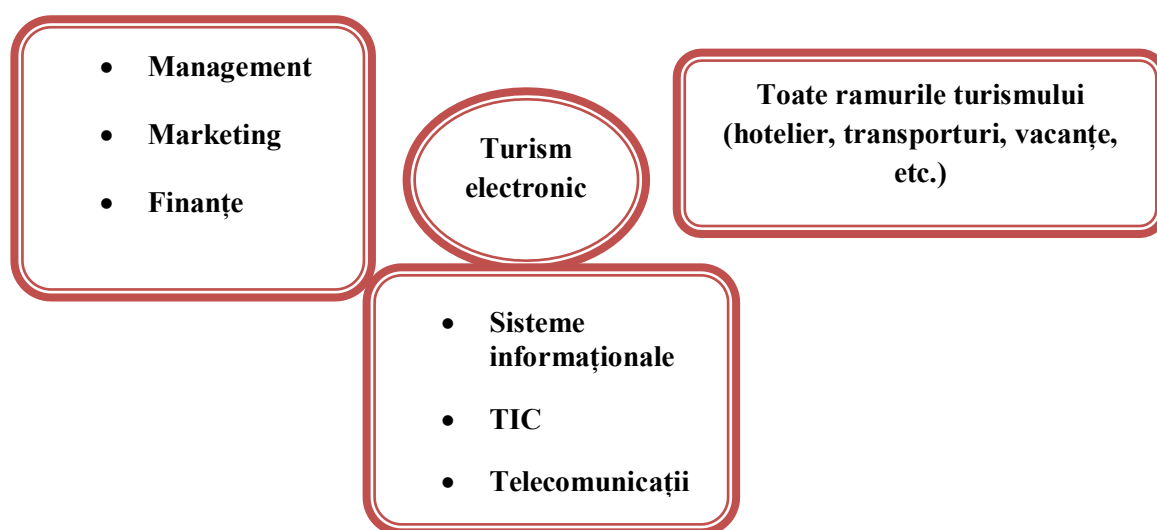 • Management
• Marketing
• Finanțe
Turism
electronic
Toate ramurile turismului
(hotelier, transporturi, vacanțe,
etc.)
• Sisteme
informaționale
• TIC
• Telecomunicații